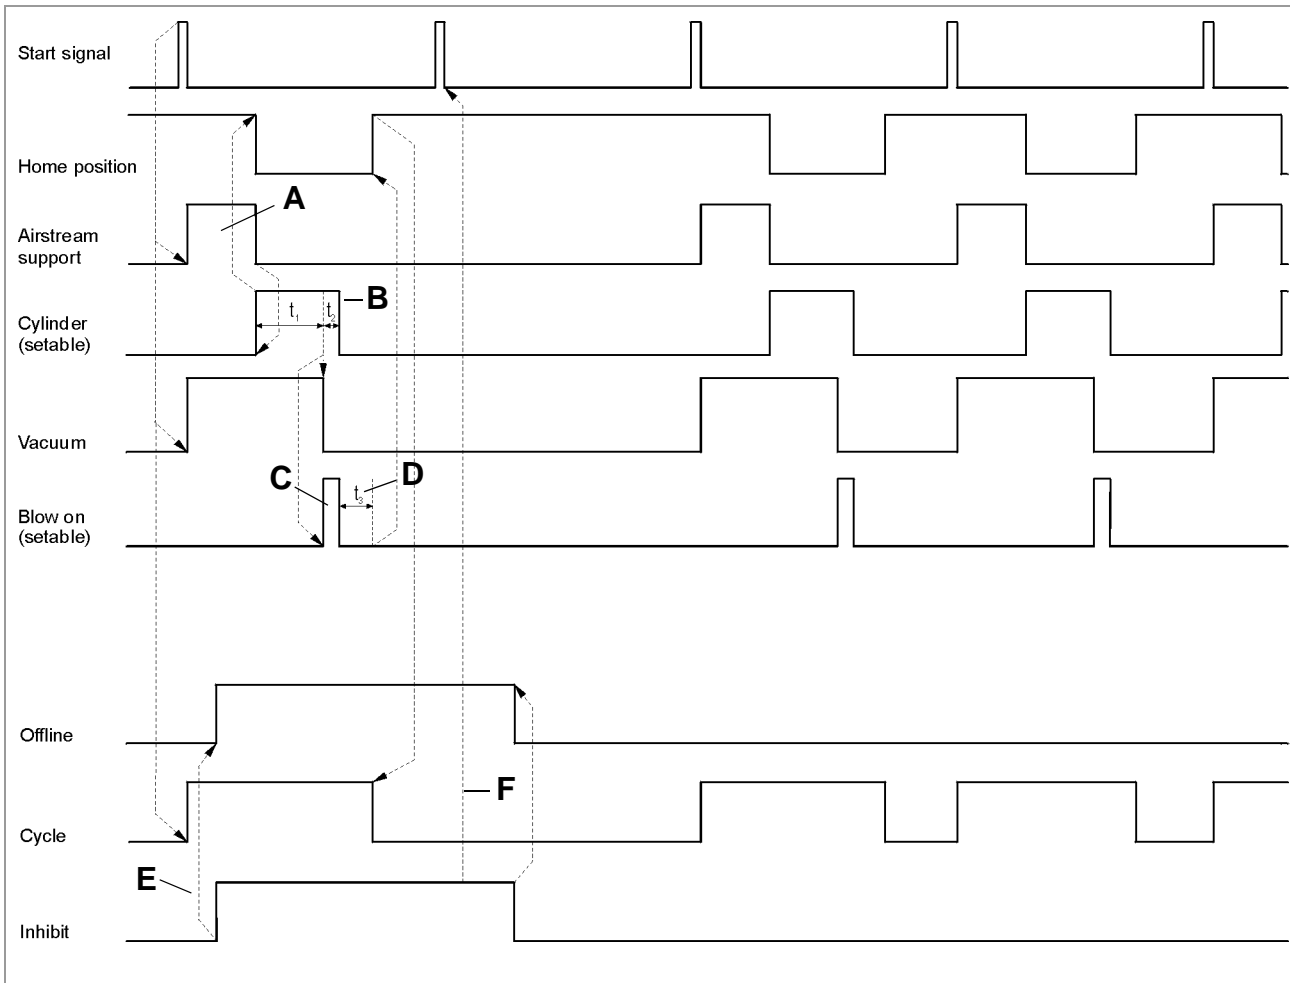 Start signal
Home position
A
Airstream
support
B
t1
t2
Cylinder
(setable)
Vacuum
C
D
t3
Blow on
(setable)
Offline
F
Cycle
E
Inhibit